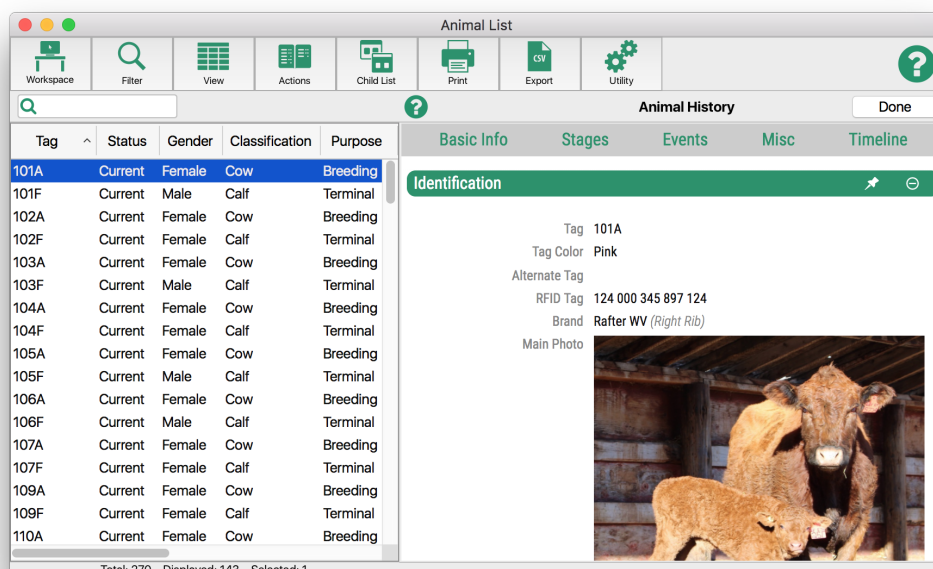 Animal List
Workspace Filter View Actions Child List Print CSV Export Utility ?
? Animal History Done
Tag Status Gender Classification Purpose
Basic Info Stages Events Misc Timeline
101A Current Female Cow Breeding
101F Current Male Calf Terminal
102A Current Female Cow Breeding
102F Current Female Calf Terminal
103A Current Female Cow Breeding
103F Current Male Calf Terminal
104A Current Female Cow Breeding
104F Current Female Calf Terminal
105A Current Female Cow Breeding
105F Current Male Calf Terminal
106A Current Female Cow Breeding
106F Current Male Calf Terminal
107A Current Female Cow Breeding
107F Current Female Calf Terminal
109A Current Female Cow Breeding
109F Current Female Calf Terminal
110A Current Female Cow Breeding
Total: 270 Displayed: 143 Selected: 1
Identification
Tag 101A
Tag Color Pink
Alternate Tag
RFID Tag 124 000 345 897 124
Brand Rafter WV (Right Rib)
Main Photo